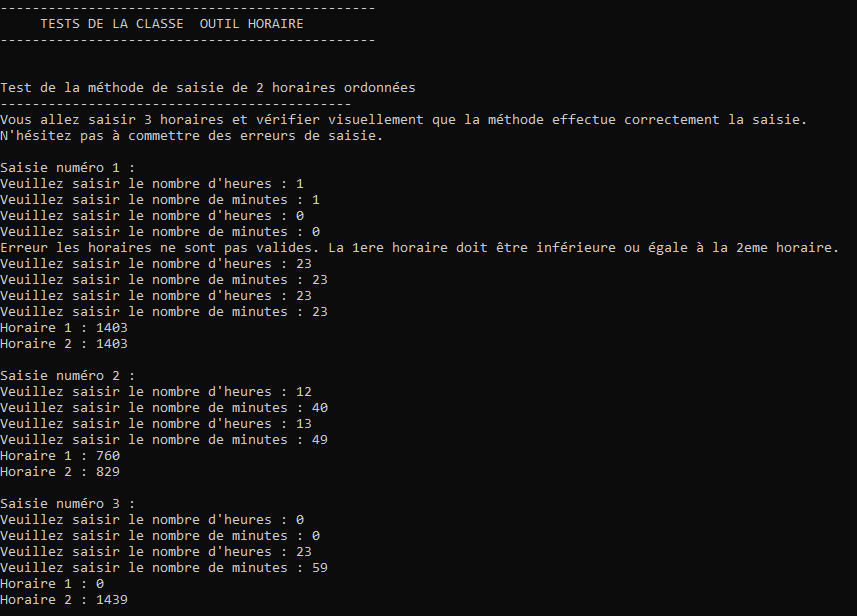 -----------------------------------------------
     TESTS DE LA CLASSE  OUTIL HORAIRE
-----------------------------------------------
Test de la méthode de saisie de 2 horaires ordonnées
--------------------------------------------
Vous allez saisir 3 horaires et vérifier visuellement que la méthode effectue correctement la saisie.
N'hésitez pas à commettre des erreurs de saisie.
Saisie numéro 1 :
Veuillez saisir le nombre d'heures : 1
Veuillez saisir le nombre de minutes : 1
Veuillez saisir le nombre d'heures : 0
Veuillez saisir le nombre de minutes : 0
Erreur les horaires ne sont pas valides. La 1ere horaire doit être inférieure ou égale à la 2eme horaire.
Veuillez saisir le nombre d'heures : 23
Veuillez saisir le nombre de minutes : 23
Veuillez saisir le nombre d'heures : 23
Veuillez saisir le nombre de minutes : 23
Horaire 1 : 1403
Horaire 2 : 1403
Saisie numéro 2 :
Veuillez saisir le nombre d'heures : 12
Veuillez saisir le nombre de minutes : 40
Veuillez saisir le nombre d'heures : 13
Veuillez saisir le nombre de minutes : 49
Horaire 1 : 760
Horaire 2 : 829
Saisie numéro 3 :
Veuillez saisir le nombre d'heures : 0
Veuillez saisir le nombre de minutes : 0
Veuillez saisir le nombre d'heures : 23
Veuillez saisir le nombre de minutes : 59
Horaire 1 : 0
Horaire 2 : 1439